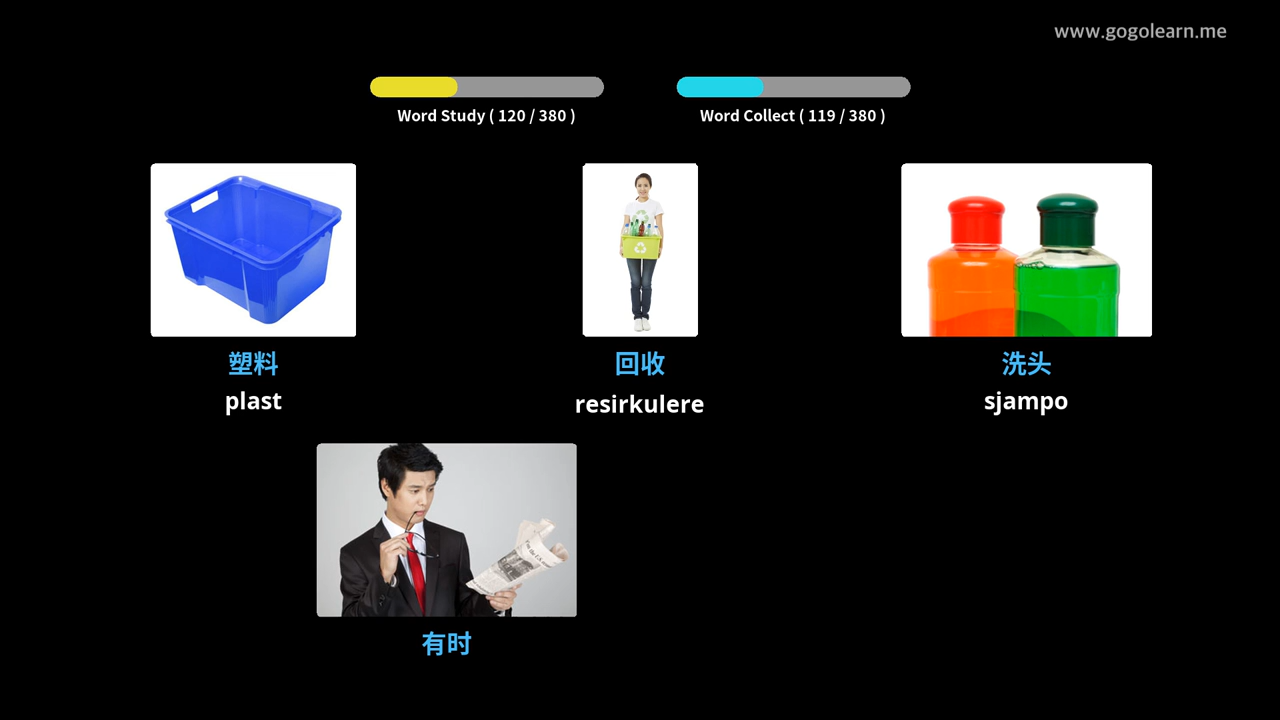 www.gogolearn.me
Word Study ( 120 / 380 )
Word Collect ( 119 / 380 )
塑料
plast
回收
resirkulere
洗头
sjampo
有时